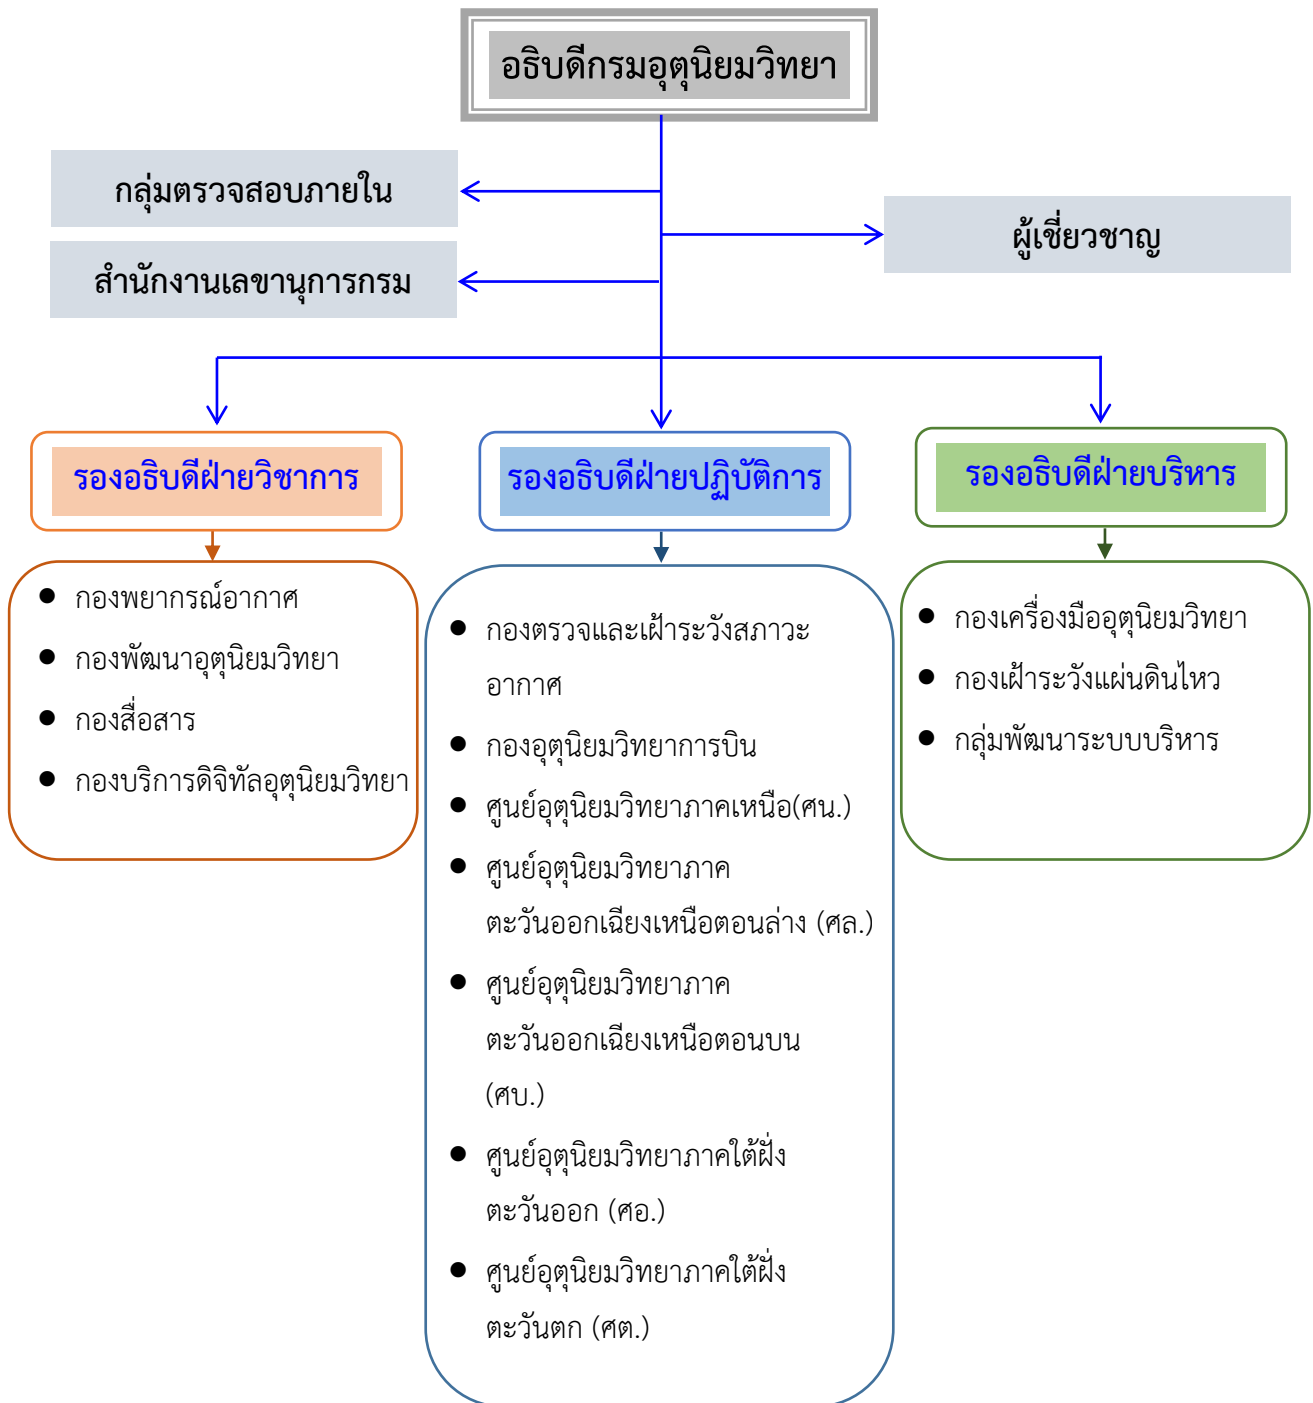 อธิบดีกรมอุตุนิยมวิทยา
กลุ่มตรวจสอบภายใน
ผู้เชี่ยวชาญ
สำนักงานเลขานุการกรม
รองอธิบดีฝ่ายวิชาการ
รองอธิบดีฝ่ายปฏิบัติการ
รองอธิบดีฝ่ายบริหาร
● กองพยากรณ์อากาศ
● กองพัฒนาอุตุนิยมวิทยา
● กองสื่อสาร
● กองบริการดิจิทัลอุตุนิยมวิทยา
● กองตรวจและเฝ้าระวังสภาวะ
อากาศ
● กองอุตุนิยมวิทยาการบิน
● ศูนย์อุตุนิยมวิทยาภาคเหนือ(ศน.)
● ศูนย์อุตุนิยมวิทยาภาค
ตะวันออกเฉียงเหนือตอนล่าง (ศล.)
● ศูนย์อุตุนิยมวิทยาภาค
ตะวันออกเฉียงเหนือตอนบน
(ศบ.)
● ศูนย์อุตุนิยมวิทยาภาคใต้ฝั่ง
ตะวันออก (ศอ.)
● ศูนย์อุตุนิยมวิทยาภาคใต้ฝั่ง
ตะวันตก (ศต.)
● กองเครื่องมืออุตุนิยมวิทยา
● กองเฝ้าระวังแผ่นดินไหว
● กลุ่มพัฒนาระบบบริหาร